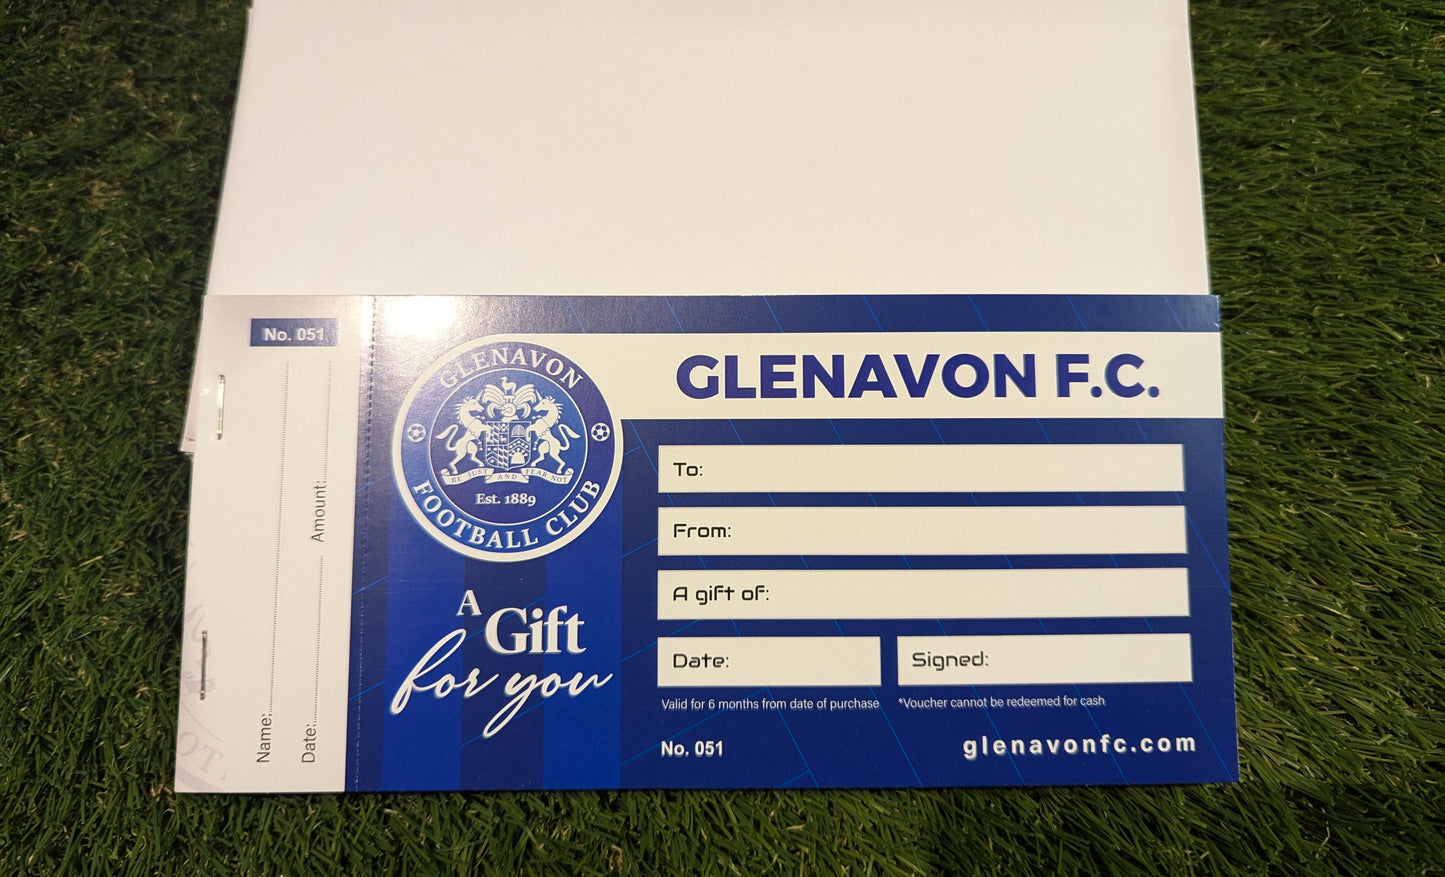 No. 051
Name:
Date:
Amount:
GLENAVON
BE JUST AND FEAR NOT
Est. 1889
FOOTBALL CLUB
A
Gift
for you
GLENAVON F.C.
To:
From:
A gift of:
Date:
Signed:
Valid for 6 months from date of purchase
*Voucher cannot be redeemed for cash
No. 051
glenavonfc.com